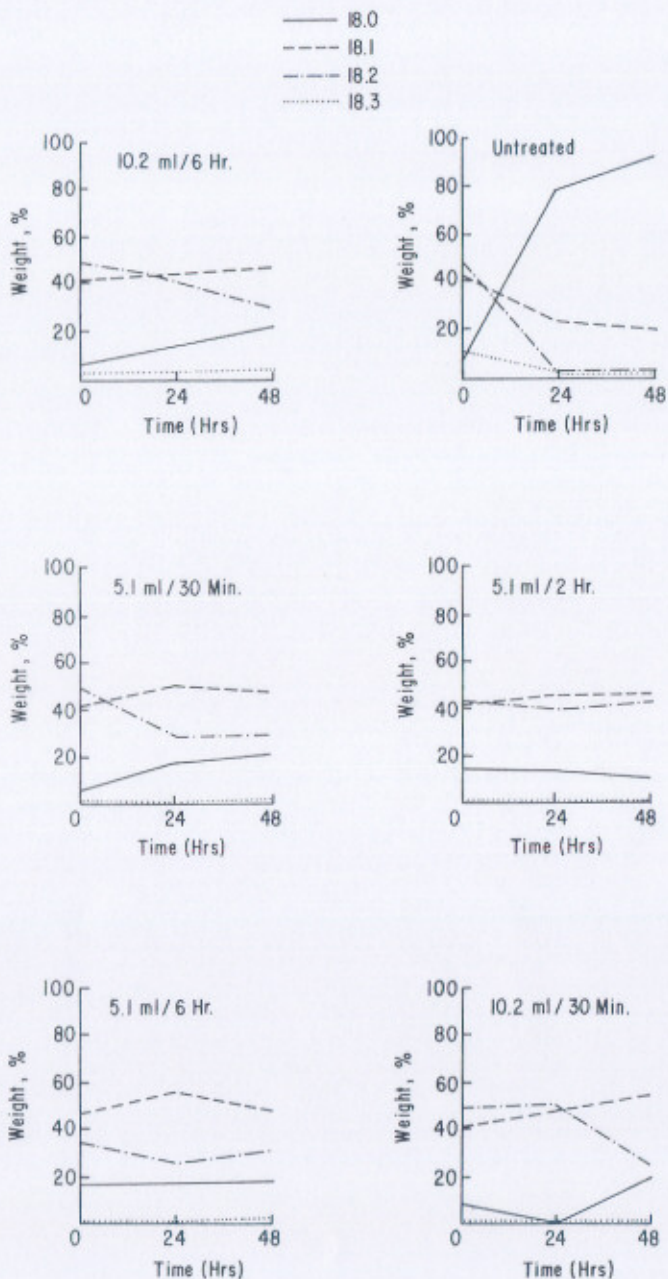 18.0
18.1
18.2
18.3
10.2 ml/6 Hr.
100
80
60
40
20
Weight, %
0 24 48
Time (Hrs)
Untreated
100
80
60
40
20
Weight, %
0 24 48
Time (Hrs)
5.1 ml/30 Min.
100
80
60
40
20
Weight, %
0 24 48
Time (Hrs)
5.1 ml/2 Hr.
100
80
60
40
20
Weight, %
0 24 48
Time (Hrs)
5.1 ml/6 Hr.
100
80
60
40
20
Weight, %
0 24 48
Time (Hrs)
10.2 ml/30 Min.
100
80
60
40
20
Weight, %
0 24 48
Time (Hrs)